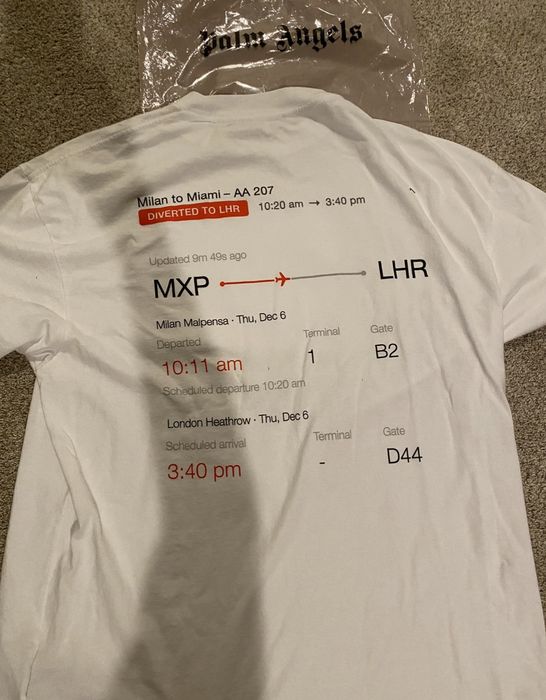 Palm Angels
Milan to Miami – AA 207
DIVERTED TO LHR 10:20 am → 3:40 pm
Updated 9m 49s ago
MXP LHR
Milan Malpensa · Thu, Dec 6
Departed Terminal Gate
10:11 am 1 B2
Scheduled departure 10:20 am
London Heathrow · Thu, Dec 6
Scheduled arrival Terminal Gate
3:40 pm - D44